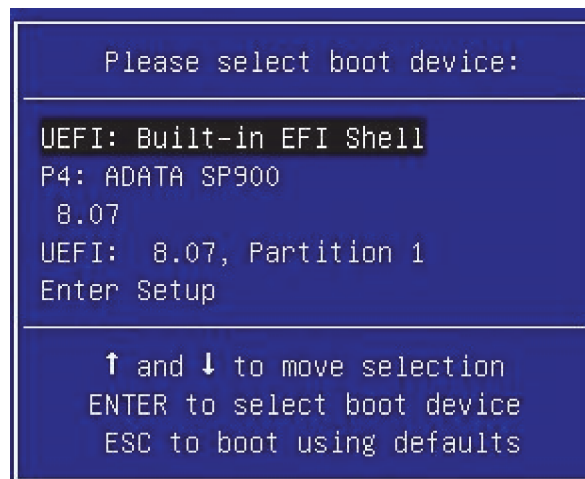 Please select boot device:
UEFI: Built-in EFI Shell
P4: ADATA SP900
8.07
UEFI:  8.07, Partition 1
Enter Setup
↑ and ↓ to move selection
ENTER to select boot device
ESC to boot using defaults